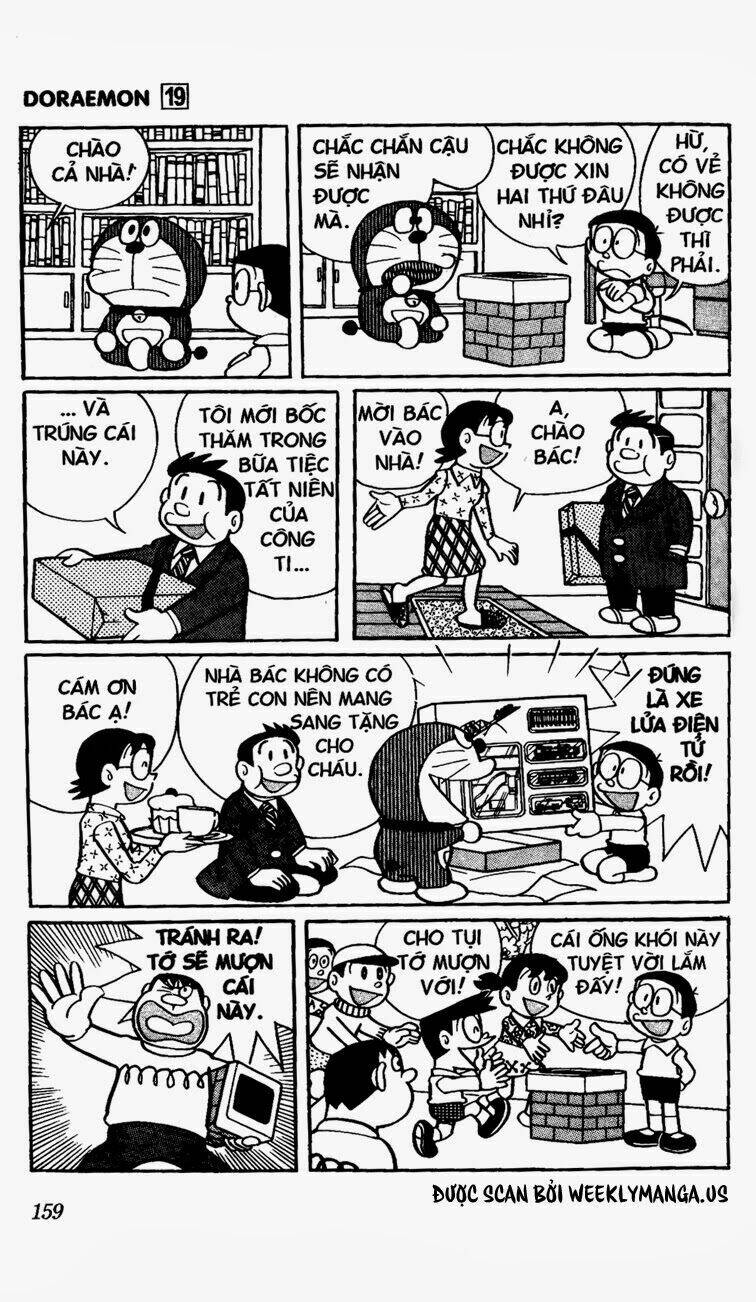 DORAEMON 19
HỪ,
CÓ VẺ
KHÔNG
ĐƯỢC
THÌ
PHẢI.
CHẮC KHÔNG
ĐƯỢC XIN
HAI THỨ ĐÂU
NHỈ?
CHẮC CHẮN CẬU
SẼ NHẬN
ĐƯỢC
MÀ.
CHÀO
CẢ NHÀ!
A,
CHÀO
BÁC!
MỜI BÁC
VÀO
NHÀ!
TÔI MỚI BỐC
THĂM TRONG
BỮA TIỆC
TẤT NIÊN
CỦA
CÔNG
TI...
... VÀ
TRÚNG CÁI
NÀY.
ĐÚNG
LÀ XE
LỬA ĐIỆN
TỬ
RỒI!
NHÀ BÁC KHÔNG CÓ
TRẺ CON NÊN MANG
SANG TẶNG
CHO
CHÁU.
CÁM ƠN
BÁC Ạ!
CÁI ỐNG KHÓI NÀY
TUYỆT VỜI LẮM
ĐẤY!
CHO TỤI
TỚ MƯỢN
VỚI!
TRÁNH RA!
TỚ SẼ MƯỢN
CÁI
NÀY.
ĐƯỢC SCAN BỞI WEEKLYMANGA.US
159